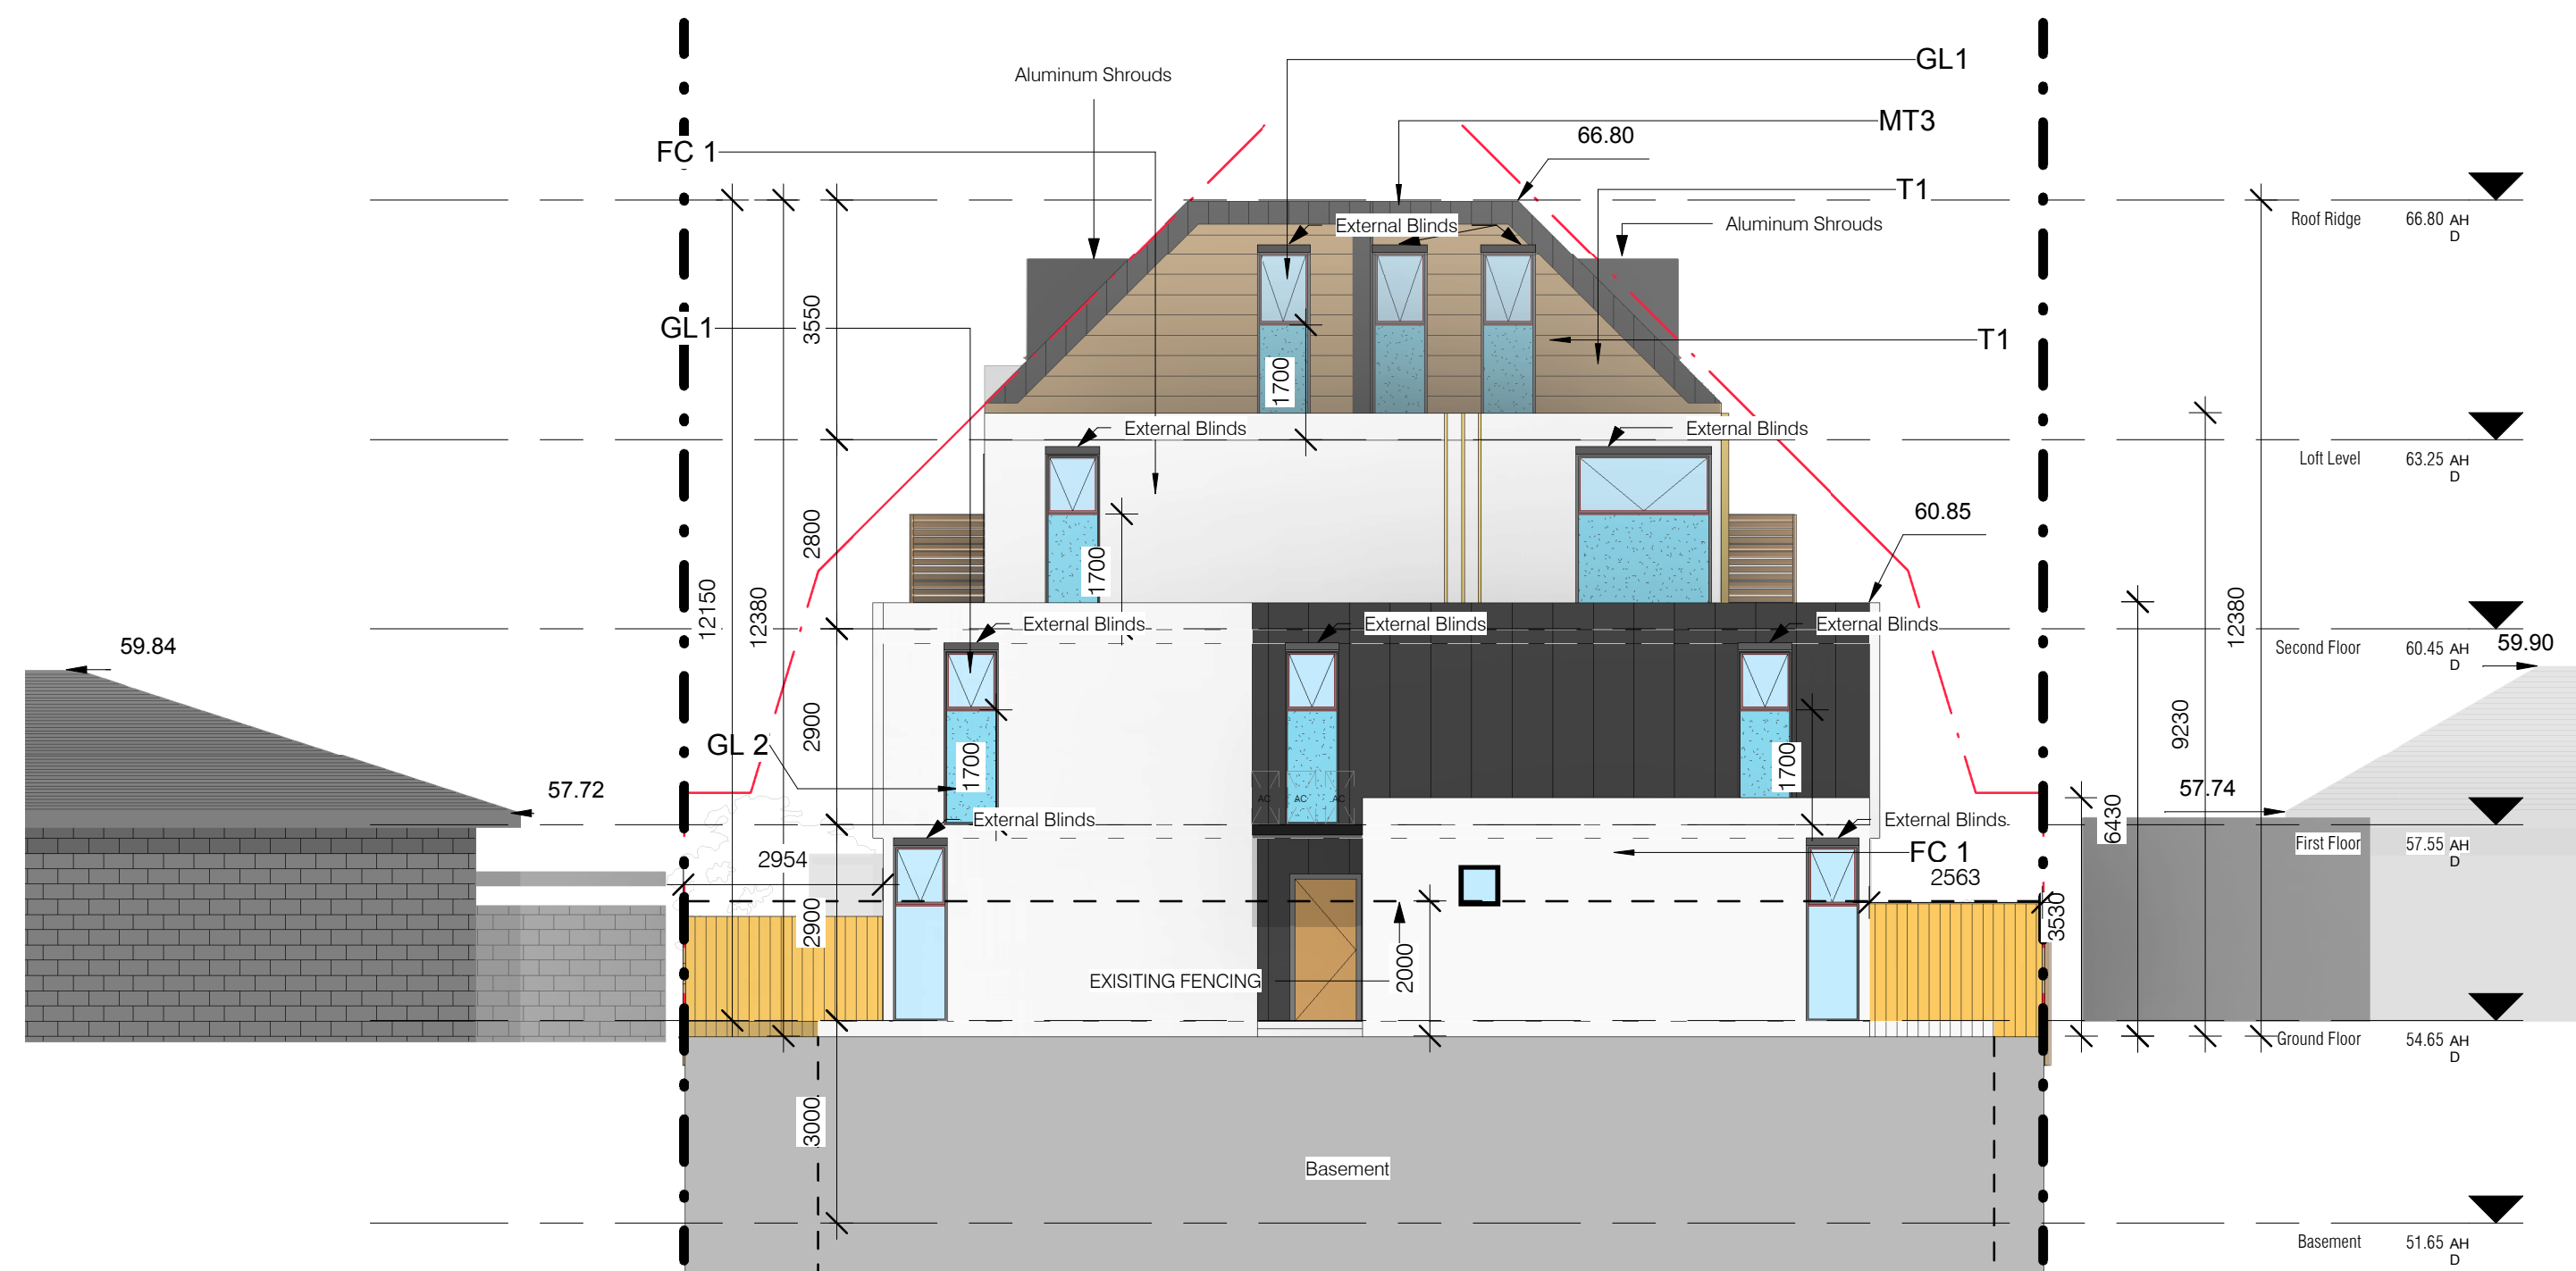 GL1
Aluminum Shrouds
MT3
66.80
FC 1
T1
Roof Ridge 66.80 AHD
External Blinds
Aluminum Shrouds
3550
GL1
T1
1700
External Blinds
External Blinds
Loft Level 63.25 AHD
60.85
2800
1700
12150
12380
12380
External Blinds
External Blinds
External Blinds
59.84
Second Floor 60.45 AHD
59.90
2900
9230
GL 2
1700
1700
57.72
57.74
AC
AC
AC
External Blinds
External Blinds
6430
First Floor 57.55 AHD
2954
FC 1
2563
2900
3530
2000
EXISITING FENCING
Ground Floor 54.65 AHD
3000
Basement
Basement 51.65 AHD